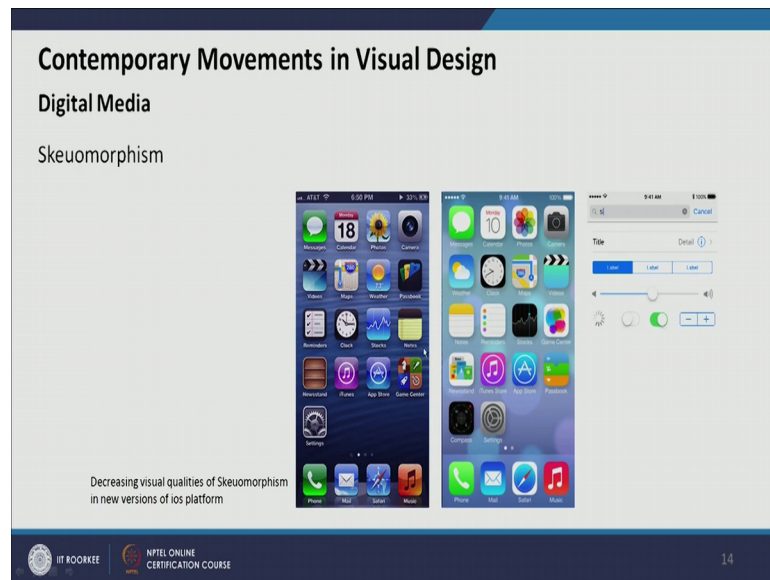 Contemporary Movements in Visual Design
Digital Media
Skeuomorphism
AT&T 6:50 PM 33%
Monday
18
Messages Calendar Photos Camera
Videos Maps Weather Passbook
Reminders Clock Stocks Notes
Newsstand iTunes App Store Game Center
Settings
Phone Mail Safari Music
9:41 AM 100%
Monday
10
Messages Calendar Photos Camera
Weather Clock Maps Videos
Notes Reminders Stocks Game Center
Newsstand iTunes Store App Store Passbook
Compass Settings
Phone Mail Safari Music
9:41 AM 100%
s Cancel
Title Detail
Label Label Label
Decreasing visual qualities of Skeuomorphism
in new versions of ios platform
IIT ROORKEE
NPTEL ONLINE
CERTIFICATION COURSE
14